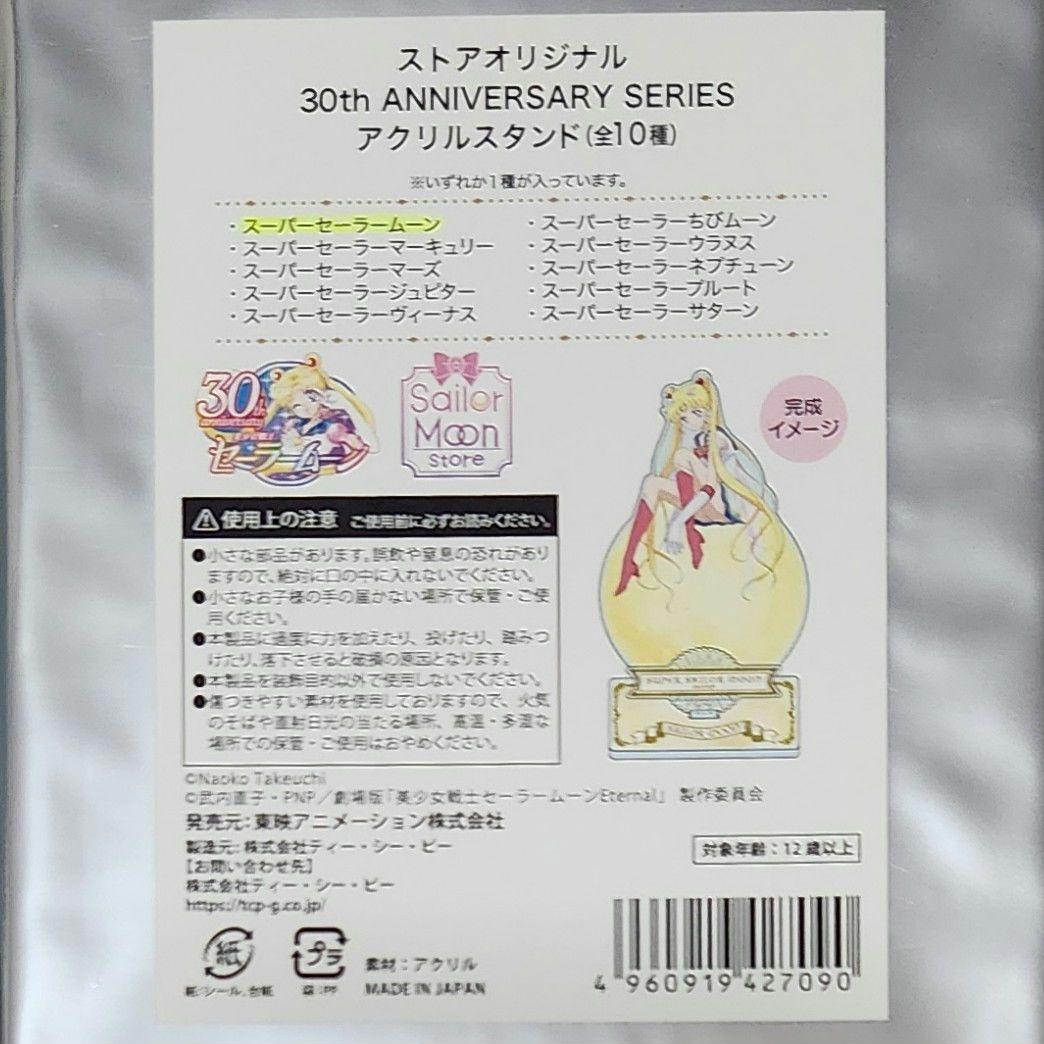 ストアオリジナル
30th ANNIVERSARY SERIES
アクリルスタンド(全10種)
※いずれか1種が入っています。
・スーパーセーラームーン
・スーパーセーラーマーキュリー
・スーパーセーラーマーズ
・スーパーセーラージュピター
・スーパーセーラーヴィーナス
・スーパーセーラーちびムーン
・スーパーセーラーウラヌス
・スーパーセーラーネプチューン
・スーパーセーラープルート
・スーパーセーラーサターン
30th
anniversary
セーラームーン
Sailor
Moon
store
完成
イメージ
SUPER SAILOR MOON
SAILOR MOON
使用上の注意 ご使用前に必ずお読みください。
●小さな部品があります。誤飲や窒息の恐れがあり
ますので、絶対に口の中に入れないでください。
●小さなお子様の手の届かない場所で保管・ご使
用ください。
●本製品に過度に力を加えたり、投げたり、踏みつ
けたり、落下させると破損の原因となります。
●本製品を装飾目的以外で使用しないでください。
●傷つきやすい素材を使用しておりますので、火気
のそばや直射日光の当たる場所、高温・多湿な
場所での保管・ご使用はおやめください。
©Naoko Takeuchi
©武内直子・PNP/劇場版「美少女戦士セーラームーンEternal」製作委員会
発売元:東映アニメーション株式会社
製造元:株式会社ティー・シー・ピー
【お問い合わせ先】
株式会社ティー・シー・ピー
https://tcp-g.co.jp/
対象年齢:12歳以上
紙
紙:シール,台紙
プラ
袋:PP
素材:アクリル
MADE IN JAPAN
4 960919 427090